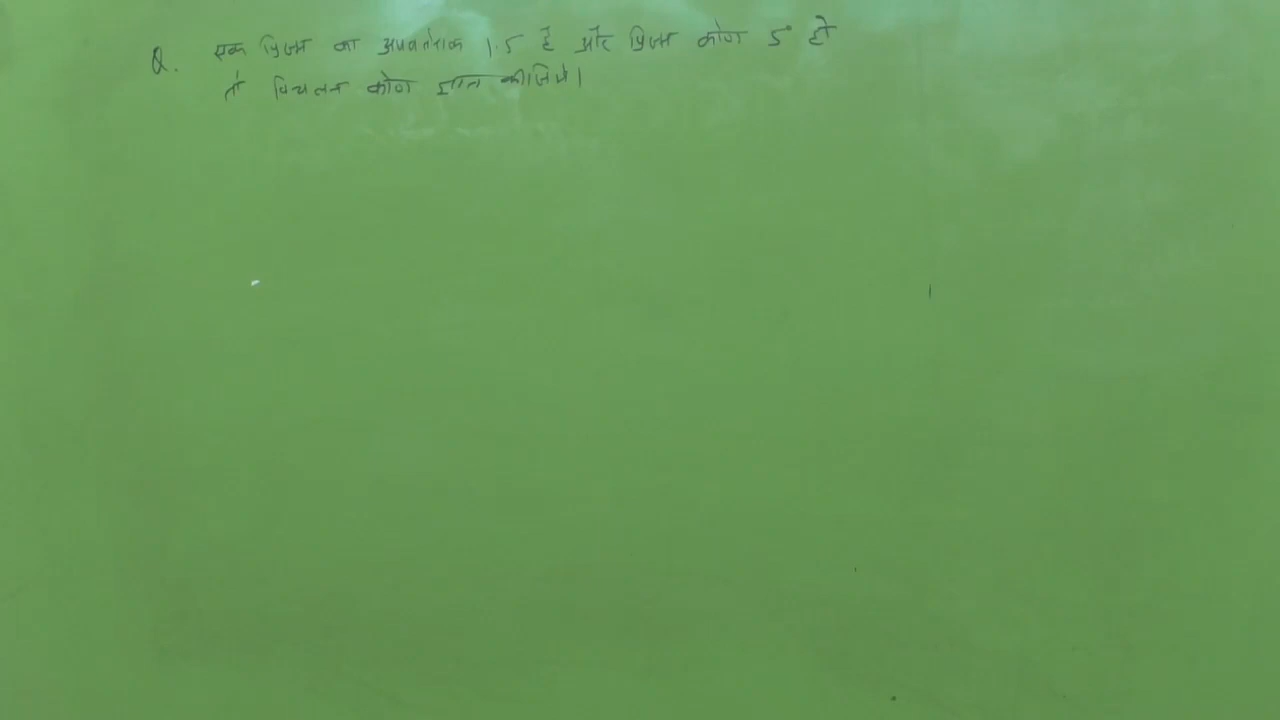 Q. एक प्रिज्म का अपवर्तनांक 1.5 है और प्रिज्म कोण 5 हो
तो विचलन कोण ज्ञात कीजिये।